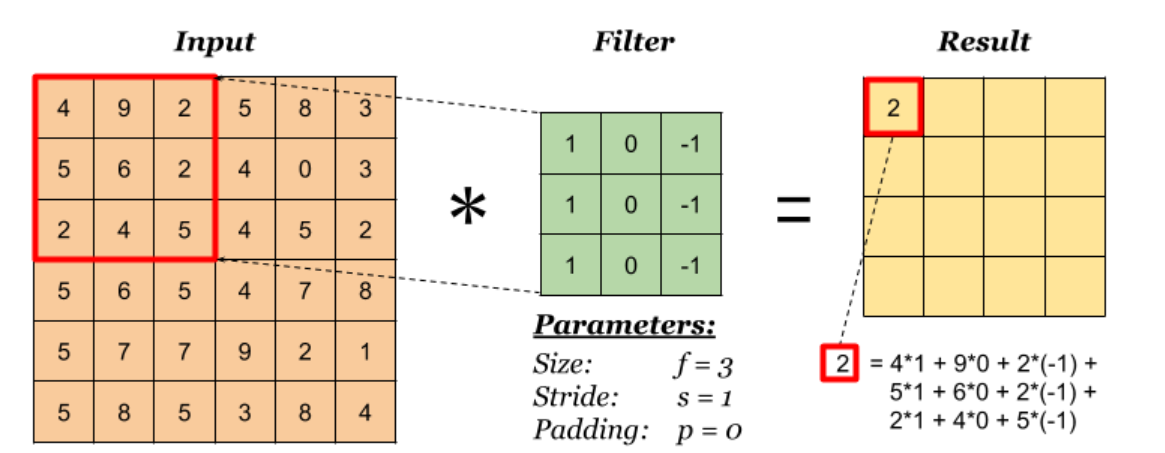 Input Filter Result
4 9 2 5 8 3
5 6 2 4 0 3
2 4 5 4 5 2
5 6 5 4 7 8
5 7 7 9 2 1
5 8 5 3 8 4
*
1 0 -1
1 0 -1
1 0 -1
Parameters:
Size: f = 3
Stride: s = 1
Padding: p = 0
=
2
2 = 4*1 + 9*0 + 2*(-1) +
5*1 + 6*0 + 2*(-1) +
2*1 + 4*0 + 5*(-1)